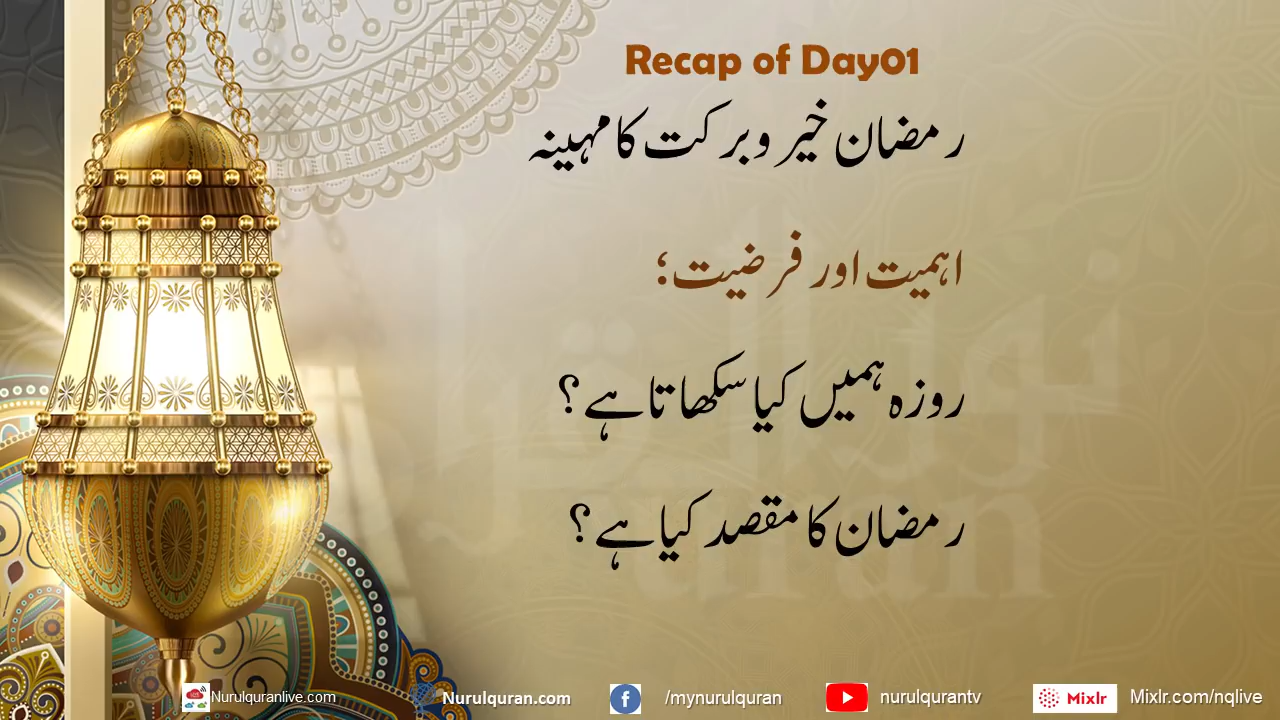 Recap of Day01
رمضان خیر و برکت کا مہینہ
اہمیت اور فرضیت؛
روزہ ہمیں کیا سکھاتا ہے؟
رمضان کا مقصد کیا ہے؟
Nurulquranlive.com Nurulquran.com /mynurulquran nurulqurantv Mixlr Mixlr.com/nqlive